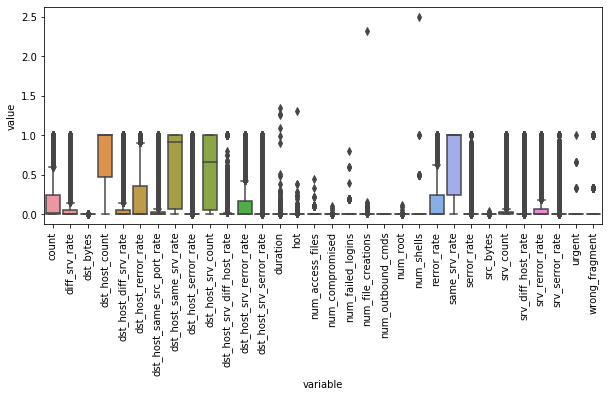 2.5
2.0
1.5
1.0
0.5
0.0
value
count
diff_srv_rate
dst_bytes
dst_host_count
dst_host_diff_srv_rate
dst_host_rerror_rate
dst_host_same_src_port_rate
dst_host_same_srv_rate
dst_host_serror_rate
dst_host_srv_count
dst_host_srv_diff_host_rate
dst_host_srv_rerror_rate
dst_host_srv_serror_rate
duration
hot
num_access_files
num_compromised
num_failed_logins
num_file_creations
num_outbound_cmds
num_root
num_shells
rerror_rate
same_srv_rate
serror_rate
src_bytes
srv_count
srv_diff_host_rate
srv_rerror_rate
srv_serror_rate
urgent
wrong_fragment
variable